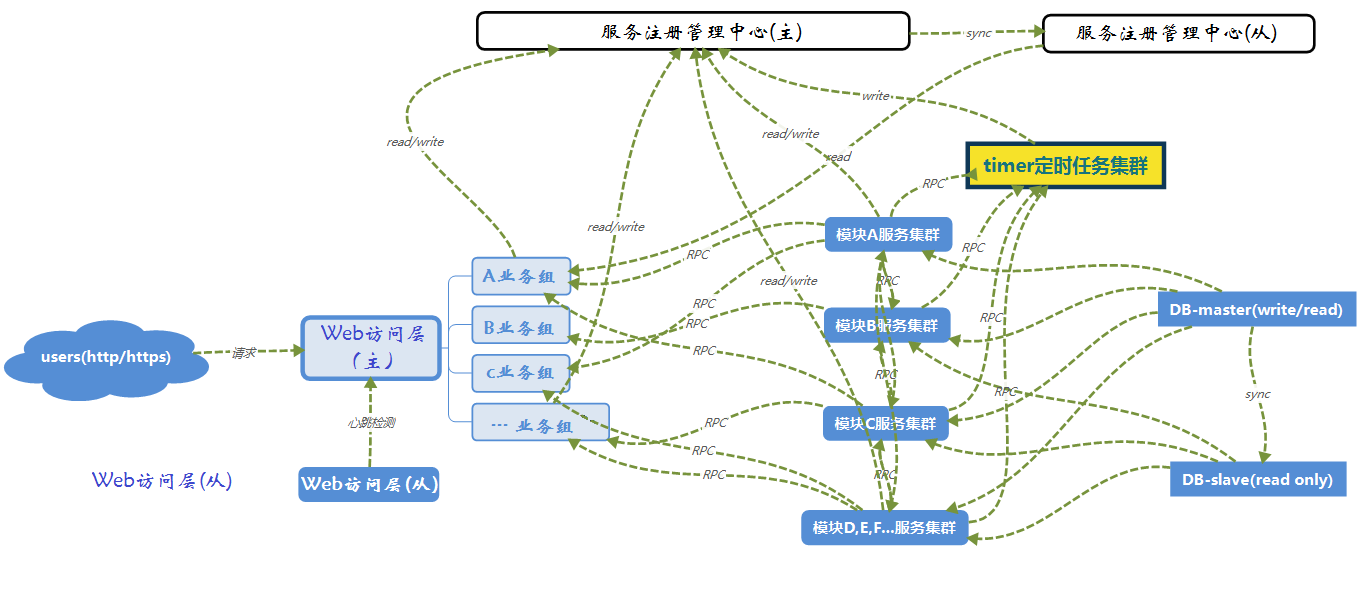 服务注册管理中心(主)
sync
服务注册管理中心(从)
write
read/write
read/write
read
timer定时任务集群
RPC
read/write
模块A服务集群
RPC
RPC
A业务组
read/write
RPC
RPC
DB-master(write/read)
B业务组
RPC
模块B服务集群
RPC
users(http/https)
请求
Web访问层
(主)
RPC
C业务组
RPC
RPC
sync
心跳检测
… 业务组
RPC
模块C服务集群
RPC
Web访问层(从)
Web访问层(从)
RPC
RPC
DB-slave(read only)
模块D,E,F...服务集群